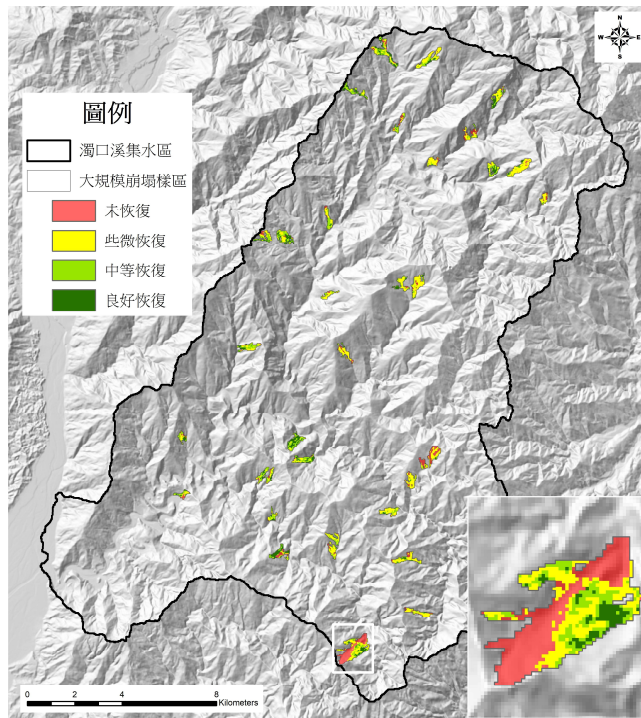 N
W E
S
圖例
濁口溪集水區
大規模崩塌樣區
未恢復
些微恢復
中等恢復
良好恢復
0 2 4 8
Kilometers